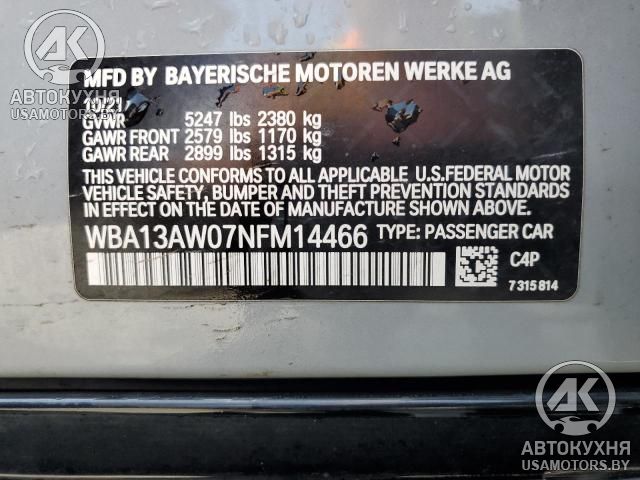 MFD BY BAYERISCHE MOTOREN WERKE AG
GVWR 5247 lbs 2380 kg
GAWR FRONT 2579 lbs 1170 kg
GAWR REAR 2899 lbs 1315 kg
THIS VEHICLE CONFORMS TO ALL APPLICABLE U.S.FEDERAL MOTOR
VEHICLE SAFETY, BUMPER AND THEFT PREVENTION STANDARDS
IN EFFECT ON THE DATE OF MANUFACTURE SHOWN ABOVE.
WBA13AW07NFM14466 TYPE: PASSENGER CAR
C4P
7315814
АК
АВТОКУХНЯ
USAMOTORS.BY
АК
АВТОКУХНЯ
USAMOTORS.BY